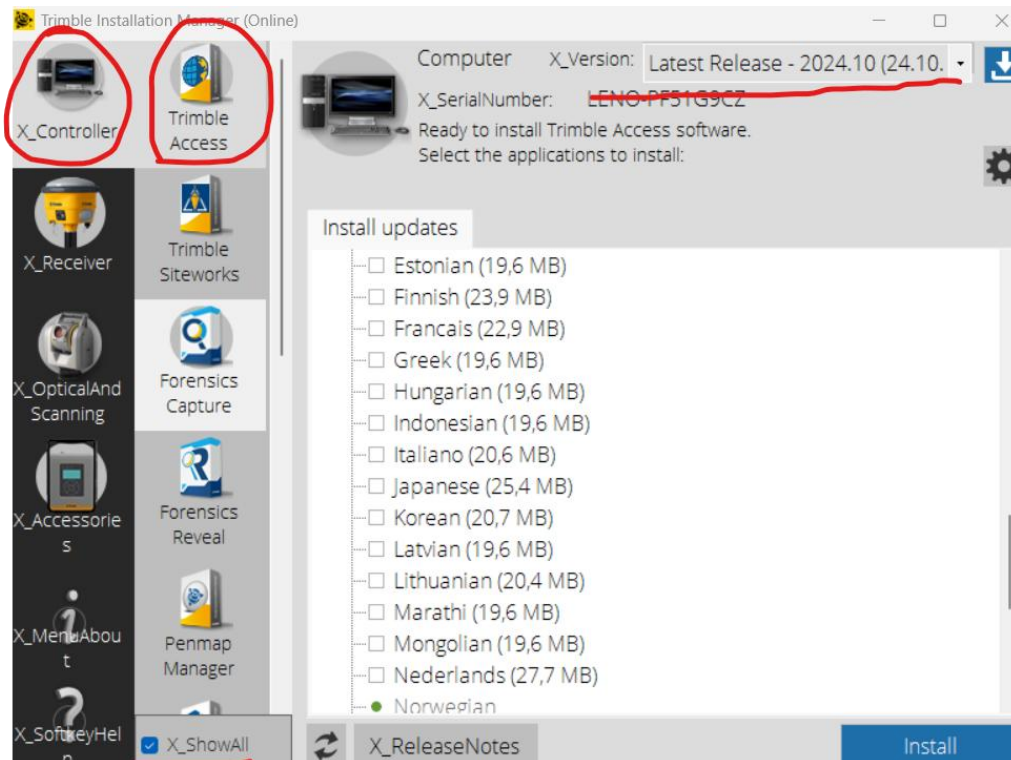 Trimble Installation Manager (Online)
X_Controller
X_Receiver
X_OpticalAnd
Scanning
X_Accessorie
s
X_MenuAbou
t
X_SoftkeyHel
p
Trimble
Access
Trimble
Siteworks
Forensics
Capture
Forensics
Reveal
Penmap
Manager
X_ShowAll
Computer
X_Version:
Latest Release - 2024.10 (24.10.
X_SerialNumber:
LENO-PF51G9CZ
Ready to install Trimble Access software.
Select the applications to install:
Install updates
Estonian (19,6 MB)
Finnish (23,9 MB)
Francais (22,9 MB)
Greek (19,6 MB)
Hungarian (19,6 MB)
Indonesian (19,6 MB)
Italiano (20,6 MB)
Japanese (25,4 MB)
Korean (20,7 MB)
Latvian (19,6 MB)
Lithuanian (20,4 MB)
Marathi (19,6 MB)
Mongolian (19,6 MB)
Nederlands (27,7 MB)
Norwegian
X_ReleaseNotes
Install